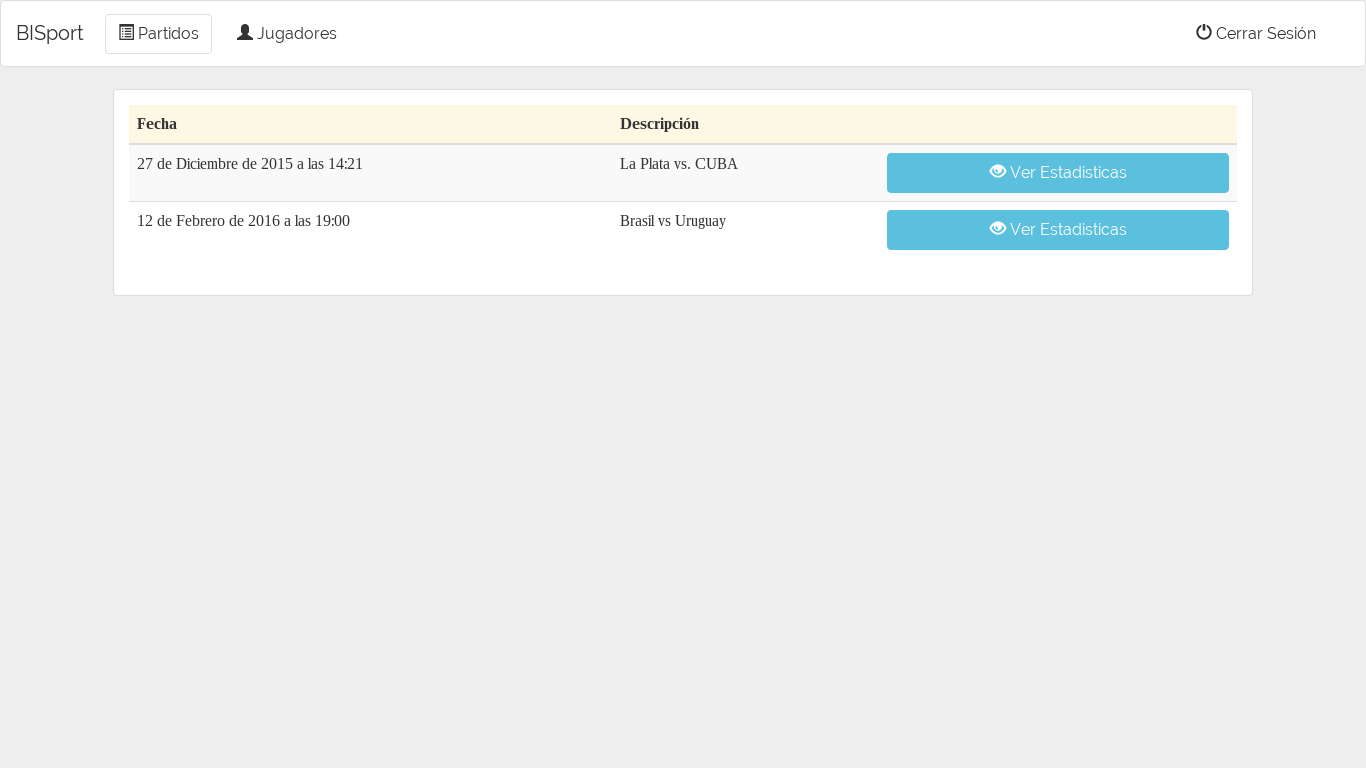 BISport Partidos Jugadores Cerrar Sesión
Fecha Descripción
27 de Diciembre de 2015 a las 14:21 La Plata vs. CUBA Ver Estadisticas
12 de Febrero de 2016 a las 19:00 Brasil vs Uruguay Ver Estadisticas